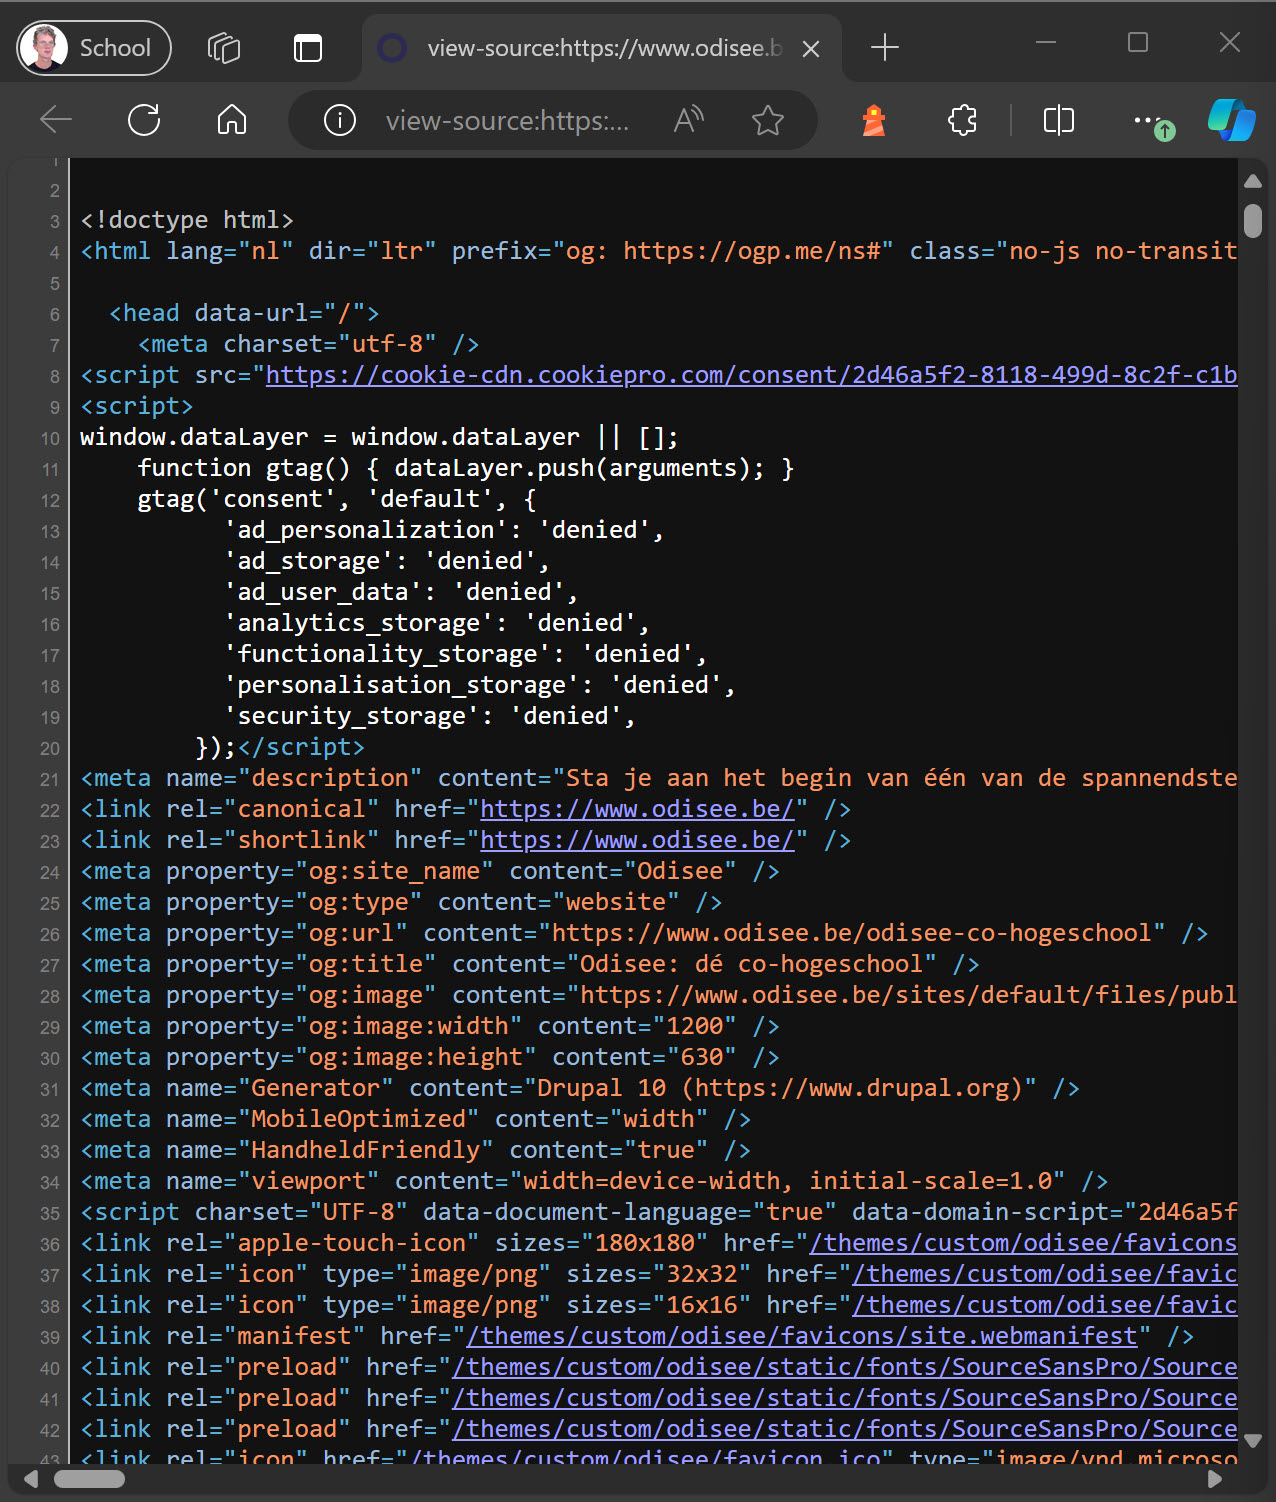 School
view-source:https://www.odisee.b
view-source:https:...
1
2
3 <!doctype html>
4 <html lang="nl" dir="ltr" prefix="og: https://ogp.me/ns#" class="no-js no-transit
5
6 <head data-url="/">
7 <meta charset="utf-8" />
8 <script src="https://cookie-cdn.cookiepro.com/consent/2d46a5f2-8118-499d-8c2f-c1b
9 <script>
10 window.dataLayer = window.dataLayer || [];
11 function gtag() { dataLayer.push(arguments); }
12 gtag('consent', 'default', {
13 'ad_personalization': 'denied',
14 'ad_storage': 'denied',
15 'ad_user_data': 'denied',
16 'analytics_storage': 'denied',
17 'functionality_storage': 'denied',
18 'personalisation_storage': 'denied',
19 'security_storage': 'denied',
20 });</script>
21 <meta name="description" content="Sta je aan het begin van één van de spannendste
22 <link rel="canonical" href="https://www.odisee.be/" />
23 <link rel="shortlink" href="https://www.odisee.be/" />
24 <meta property="og:site_name" content="Odisee" />
25 <meta property="og:type" content="website" />
26 <meta property="og:url" content="https://www.odisee.be/odisee-co-hogeschool" />
27 <meta property="og:title" content="Odisee: dé co-hogeschool" />
28 <meta property="og:image" content="https://www.odisee.be/sites/default/files/publ
29 <meta property="og:image:width" content="1200" />
30 <meta property="og:image:height" content="630" />
31 <meta name="Generator" content="Drupal 10 (https://www.drupal.org)" />
32 <meta name="MobileOptimized" content="width" />
33 <meta name="HandheldFriendly" content="true" />
34 <meta name="viewport" content="width=device-width, initial-scale=1.0" />
35 <script charset="UTF-8" data-document-language="true" data-domain-script="2d46a5f
36 <link rel="apple-touch-icon" sizes="180x180" href="/themes/custom/odisee/favicons
37 <link rel="icon" type="image/png" sizes="32x32" href="/themes/custom/odisee/favic
38 <link rel="icon" type="image/png" sizes="16x16" href="/themes/custom/odisee/favic
39 <link rel="manifest" href="/themes/custom/odisee/favicons/site.webmanifest" />
40 <link rel="preload" href="/themes/custom/odisee/static/fonts/SourceSansPro/Source
41 <link rel="preload" href="/themes/custom/odisee/static/fonts/SourceSansPro/Source
42 <link rel="preload" href="/themes/custom/odisee/static/fonts/SourceSansPro/Source
43 <link rel="icon" href="/themes/custom/odisee/favicon.ico" type="image/vnd.microso